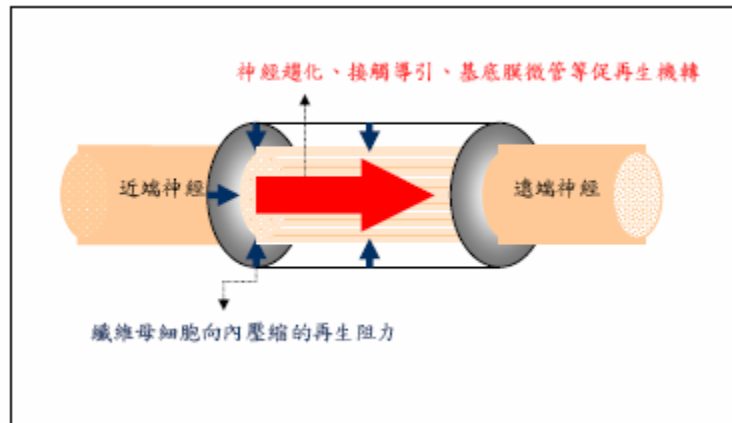 神經趨化、接觸導引、基底膜微管等促再生機轉
近端神經
遠端神經
纖維母細胞向內壓縮的再生阻力